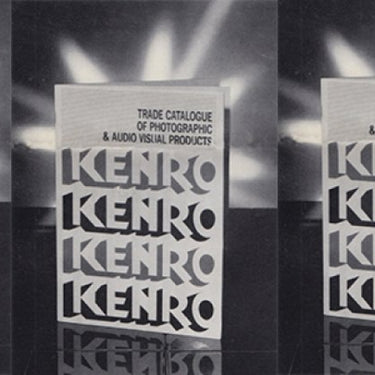 TRADE CATALOGUE
OF PHOTOGRAPHIC
& AUDIO VISUAL PRODUCTS
KENRO
KENRO
KENRO
KENRO
&
K
K
K
K